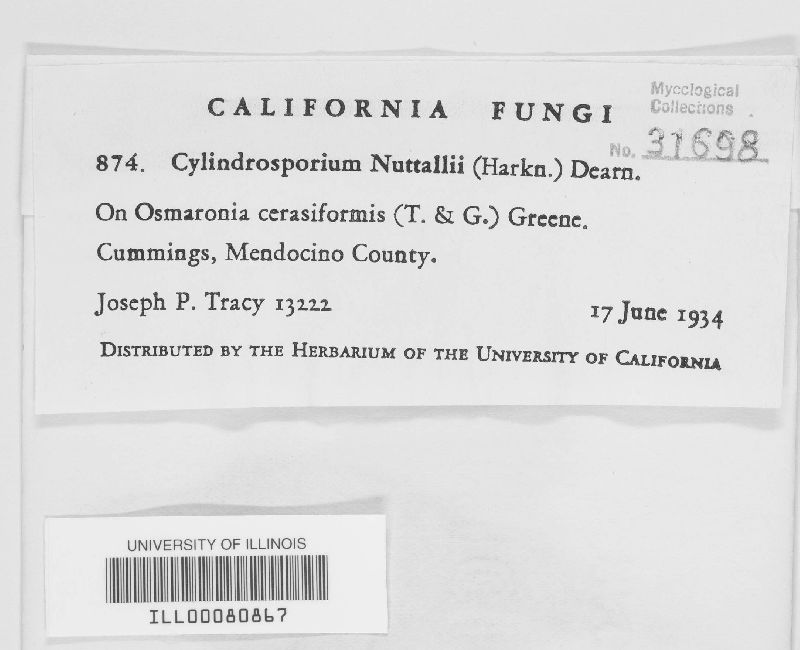 CALIFORNIA FUNGI
Mycological
Collections
No. 31698
874. Cylindrosporium Nuttallii (Harkn.) Dearn.
On Osmaronia cerasiformis (T. & G.) Greene.
Cummings, Mendocino County.
Joseph P. Tracy 13222 17 June 1934
DISTRIBUTED BY THE HERBARIUM OF THE UNIVERSITY OF CALIFORNIA
UNIVERSITY OF ILLINOIS
ILL00080867